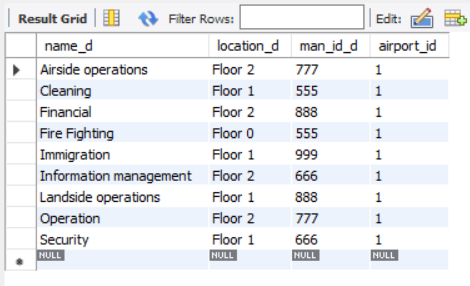 Result Grid Filter Rows: Edit:
name_d location_d man_id_d airport_id
Airside operations Floor 2 777 1
Cleaning Floor 1 555 1
Financial Floor 2 888 1
Fire Fighting Floor 0 555 1
Immigration Floor 1 999 1
Information management Floor 2 666 1
Landside operations Floor 1 888 1
Operation Floor 2 777 1
Security Floor 1 666 1
NULL NULL NULL NULL